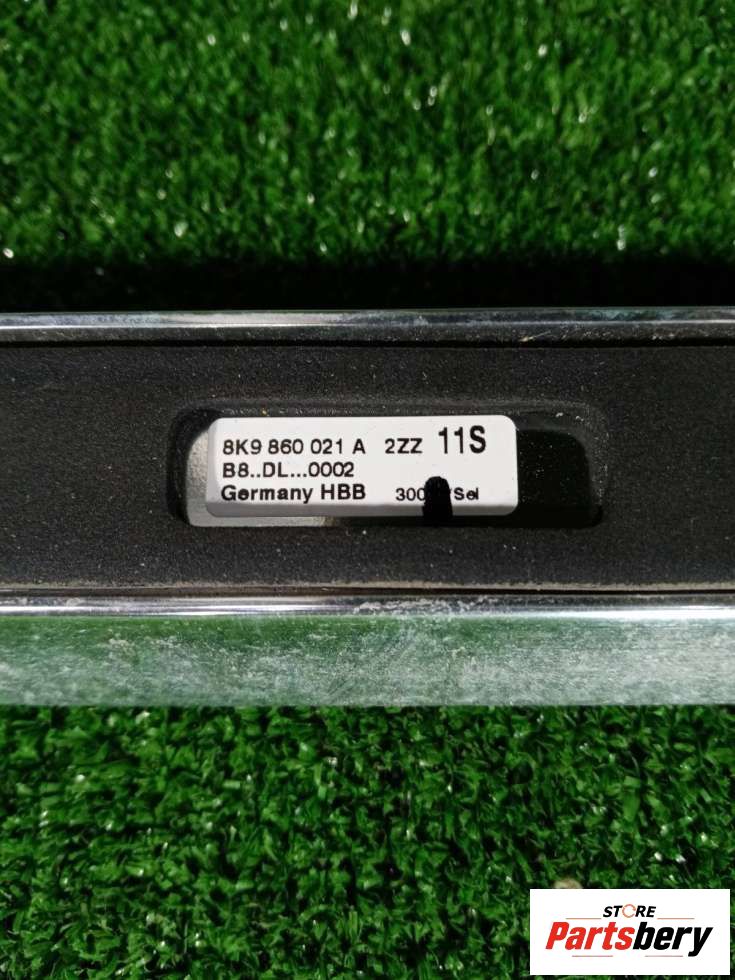 8K9 860 021 A 2ZZ 11S
B8..DL...0002
Germany HBB
STORE
Partsbery